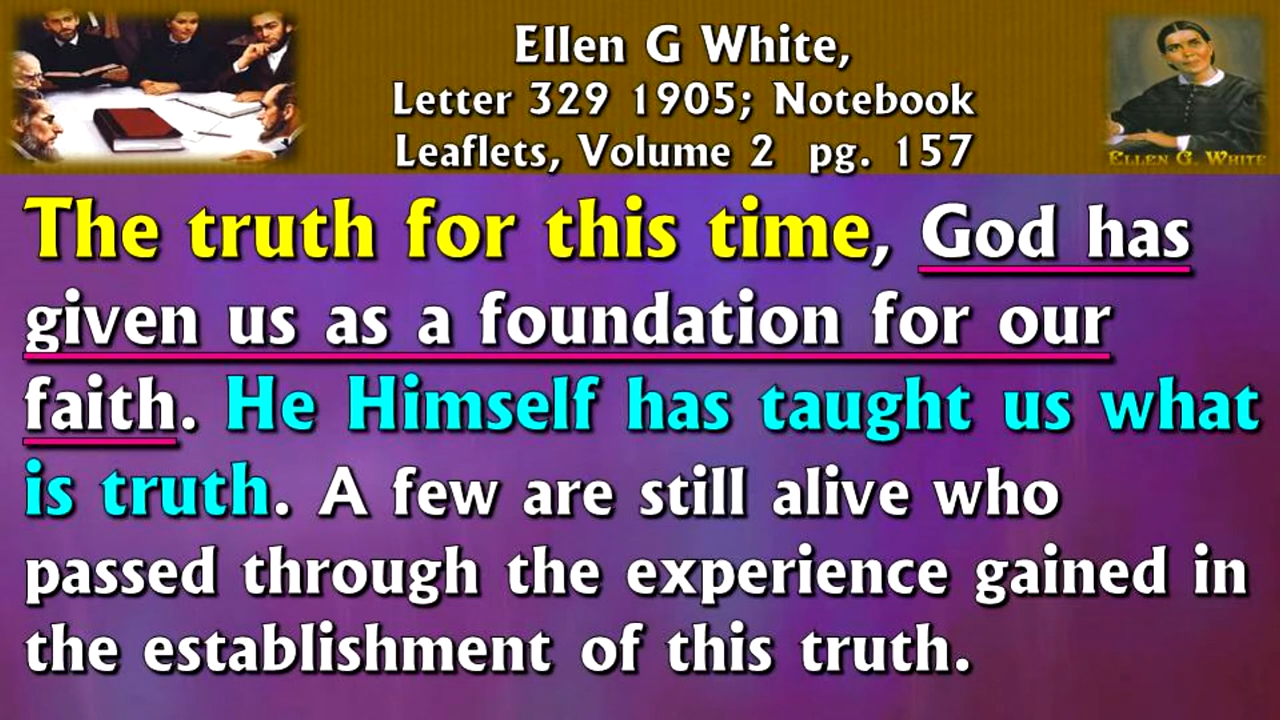 Ellen G White,
Letter 329 1905; Notebook
Leaflets, Volume 2 pg. 157
ELLEN G. WHITE
The truth for this time, God has
given us as a foundation for our
faith. He Himself has taught us what
is truth. A few are still alive who
passed through the experience gained in
the establishment of this truth.